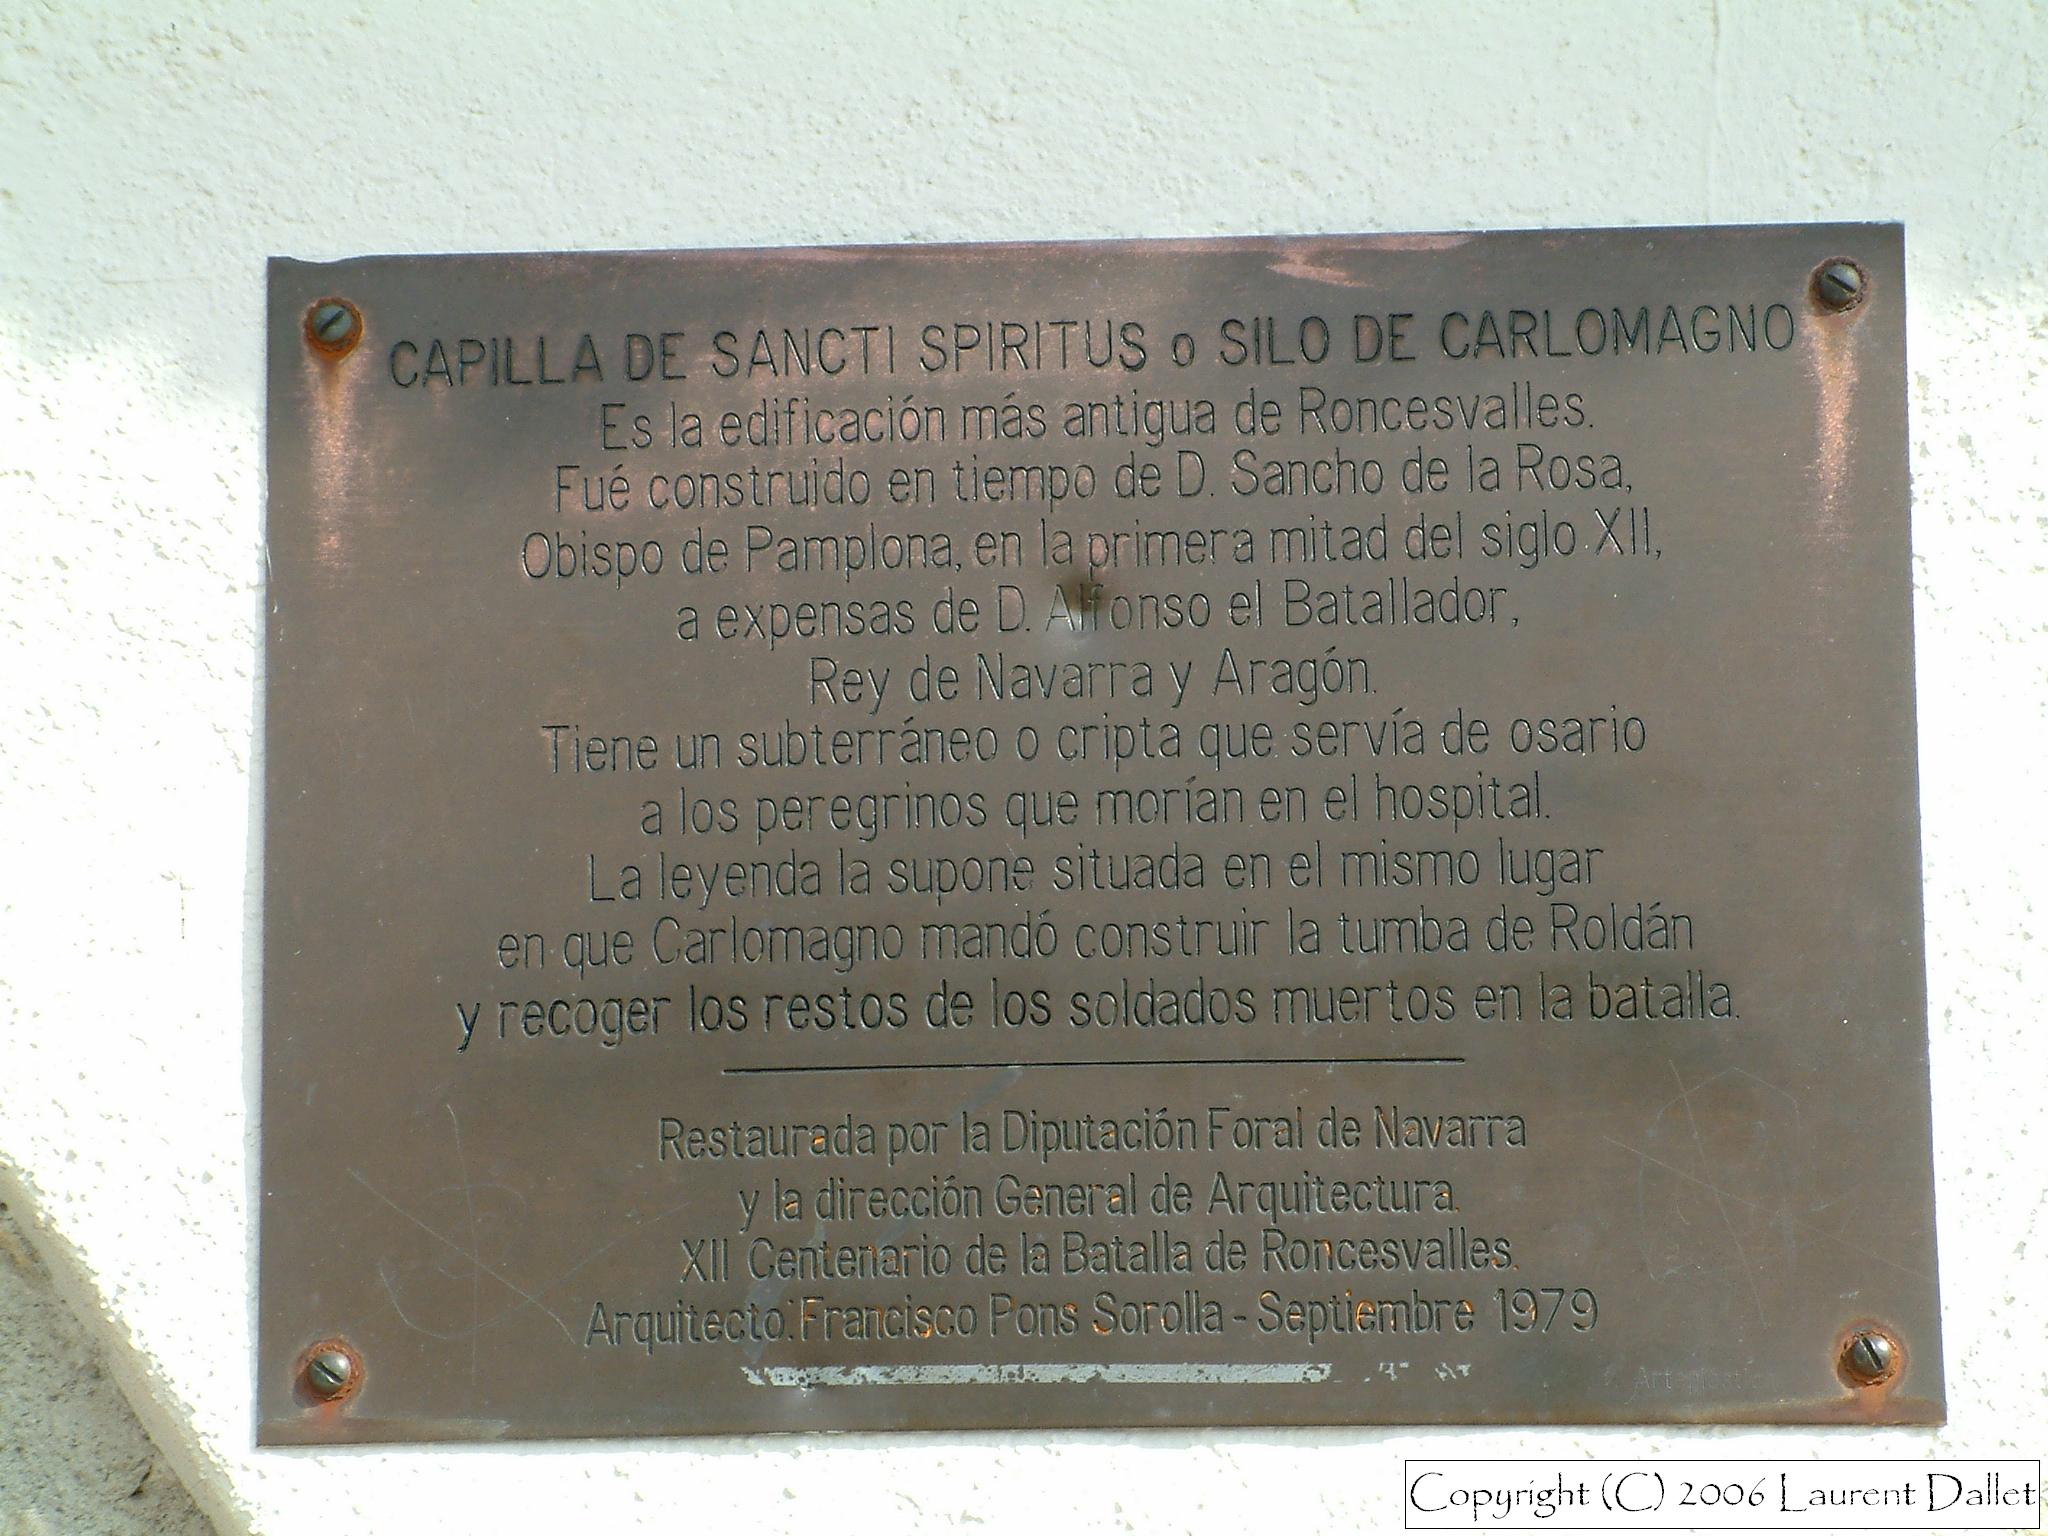 CAPILLA DE SANCTI SPIRITUS o SILO DE CARLOMAGNO
Es la edificación más antigua de Roncesvalles.
Fué construido en tiempo de D. Sancho de la Rosa,
Obispo de Pamplona, en la primera mitad del siglo XII,
a expensas de D. Alfonso el Batallador,
Rey de Navarra y Aragón.
Tiene un subterráneo o cripta que servía de osario
a los peregrinos que morían en el hospital.
La leyenda la supone situada en el mismo lugar
en que Carlomagno mandó construir la tumba de Roldán
y recoger los restos de los soldados muertos en la batalla.
Restaurada por la Diputación Foral de Navarra
y la dirección General de Arquitectura.
XII Centenario de la Batalla de Roncesvalles.
Arquitecto: Francisco Pons Sorolla - Septiembre 1979
Copyright (C) 2006 Laurent Dallet